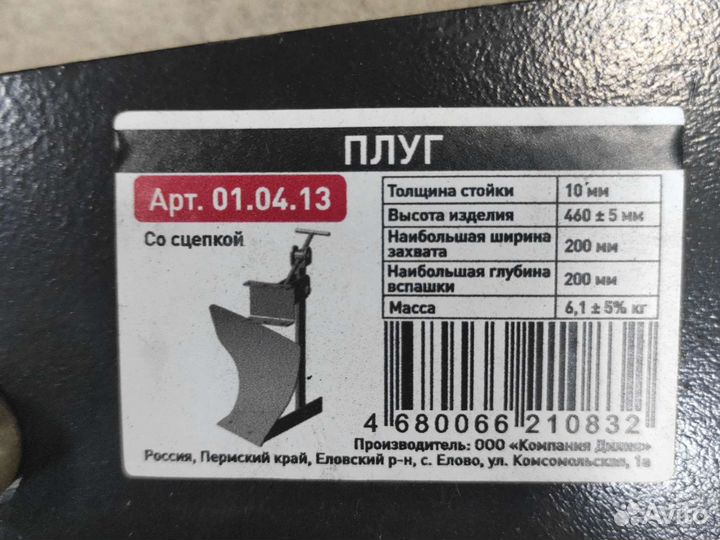 ПЛУГ
Арт. 01.04.13
Со сцепкой
Толщина стойки 10 мм
Высота изделия 460 ± 5 мм
Наибольшая ширина
захвата 200 мм
Наибольшая глубина
вспашки 200 мм
Масса 6,1 ± 5% кг
4 680066 210832
Производитель: ООО «Компания
Россия, Пермский край, Еловский р-н, с. Елово, ул. Комсомольская, 1а
Avito